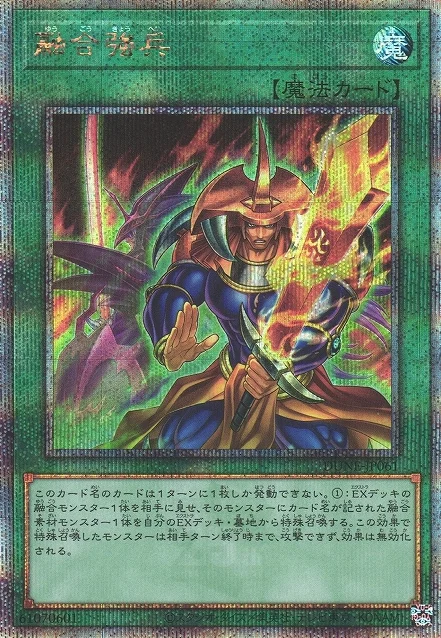 融合強兵
【魔法カード】
魔
DUNE-JP061
このカード名のカードは１ターンに１枚しか発動できない。①：EXデッキの
融合モンスター１体を相手に見せ、そのモンスターにカード名が記された融合
素材モンスター１体を自分のEXデッキ・墓地から特殊召喚する。この効果で
特殊召喚したモンスターは相手ターン終了時まで、攻撃できず、効果は無効化
される。
61070601